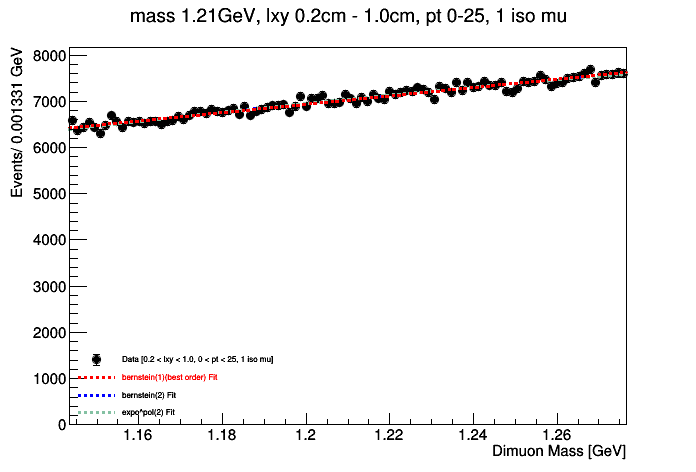 mass 1.21GeV, lxy 0.2cm - 1.0cm, pt 0-25, 1 iso mu
Events/ 0.001331 GeV
8000
7000
6000
5000
4000
3000
2000
1000
0
Data [0.2 < lxy < 1.0, 0 < pt < 25, 1 iso mu]
bernstein(1)(best order) Fit
bernstein(2) Fit
expo*pol(2) Fit
1.16 1.18 1.2 1.22 1.24 1.26
Dimuon Mass [GeV]